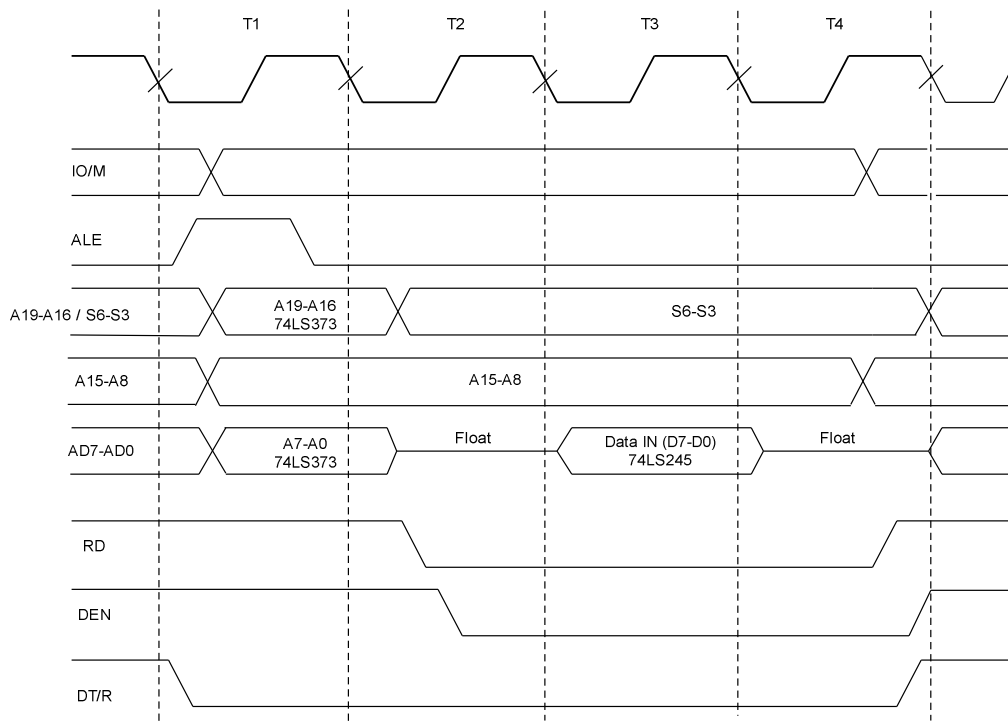 T1
T2
T3
T4
IO/M
ALE
A19-A16 / S6-S3
A19-A16
74LS373
S6-S3
A15-A8
A15-A8
AD7-AD0
A7-A0
74LS373
Float
Data IN (D7-D0)
74LS245
Float
RD
DEN
DT/R